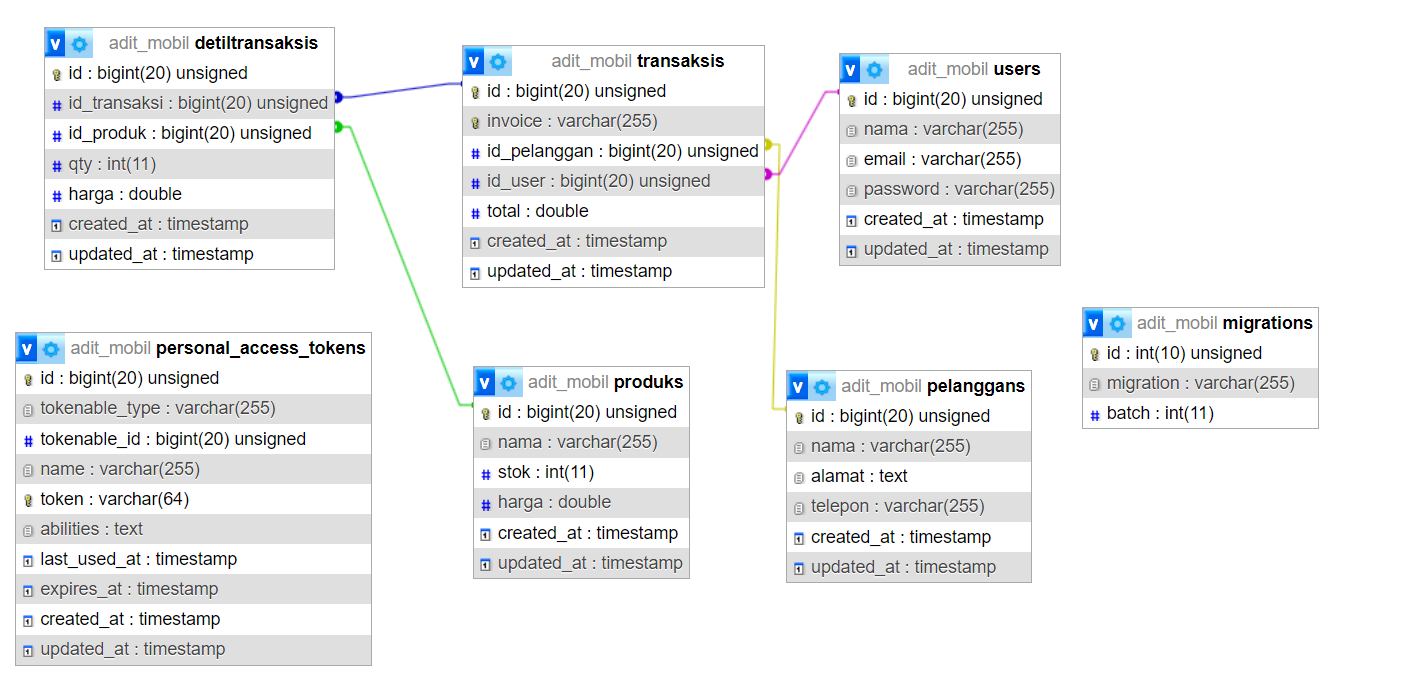 adit_mobil detiltransaksis
id : bigint(20) unsigned
id_transaksi : bigint(20) unsigned
id_produk : bigint(20) unsigned
qty : int(11)
harga : double
created_at : timestamp
updated_at : timestamp
adit_mobil transaksis
id : bigint(20) unsigned
invoice : varchar(255)
id_pelanggan : bigint(20) unsigned
id_user : bigint(20) unsigned
total : double
created_at : timestamp
updated_at : timestamp
adit_mobil users
id : bigint(20) unsigned
nama : varchar(255)
email : varchar(255)
password : varchar(255)
created_at : timestamp
updated_at : timestamp
adit_mobil personal_access_tokens
id : bigint(20) unsigned
tokenable_type : varchar(255)
tokenable_id : bigint(20) unsigned
name : varchar(255)
token : varchar(64)
abilities : text
last_used_at : timestamp
expires_at : timestamp
created_at : timestamp
updated_at : timestamp
adit_mobil produks
id : bigint(20) unsigned
nama : varchar(255)
stok : int(11)
harga : double
created_at : timestamp
updated_at : timestamp
adit_mobil pelanggans
id : bigint(20) unsigned
nama : varchar(255)
alamat : text
telepon : varchar(255)
created_at : timestamp
updated_at : timestamp
adit_mobil migrations
id : int(10) unsigned
migration : varchar(255)
batch : int(11)